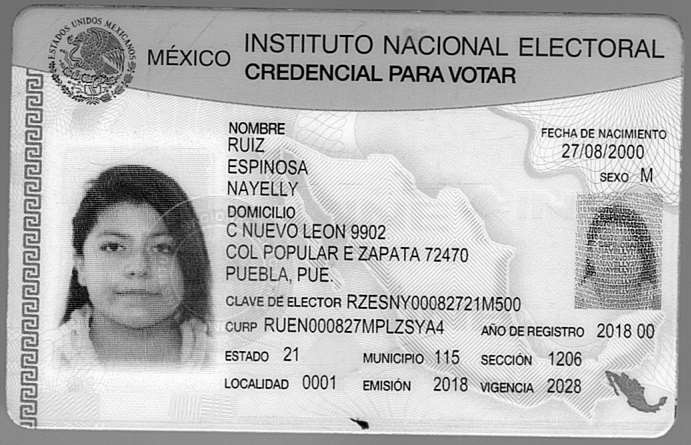 ESTADOS UNIDOS MEXICANOS
MÉXICO INSTITUTO NACIONAL ELECTORAL
CREDENCIAL PARA VOTAR
NOMBRE
RUIZ
ESPINOSA
NAYELLY
FECHA DE NACIMIENTO
27/08/2000
SEXO M
DOMICILIO
C NUEVO LEON 9902
COL POPULAR E ZAPATA 72470
PUEBLA, PUE.
CLAVE DE ELECTOR RZESNY00082721M500
CURP RUEN000827MPLZSYA4 AÑO DE REGISTRO 2018 00
ESTADO 21 MUNICIPIO 115 SECCIÓN 1206
LOCALIDAD 0001 EMISIÓN 2018 VIGENCIA 2028